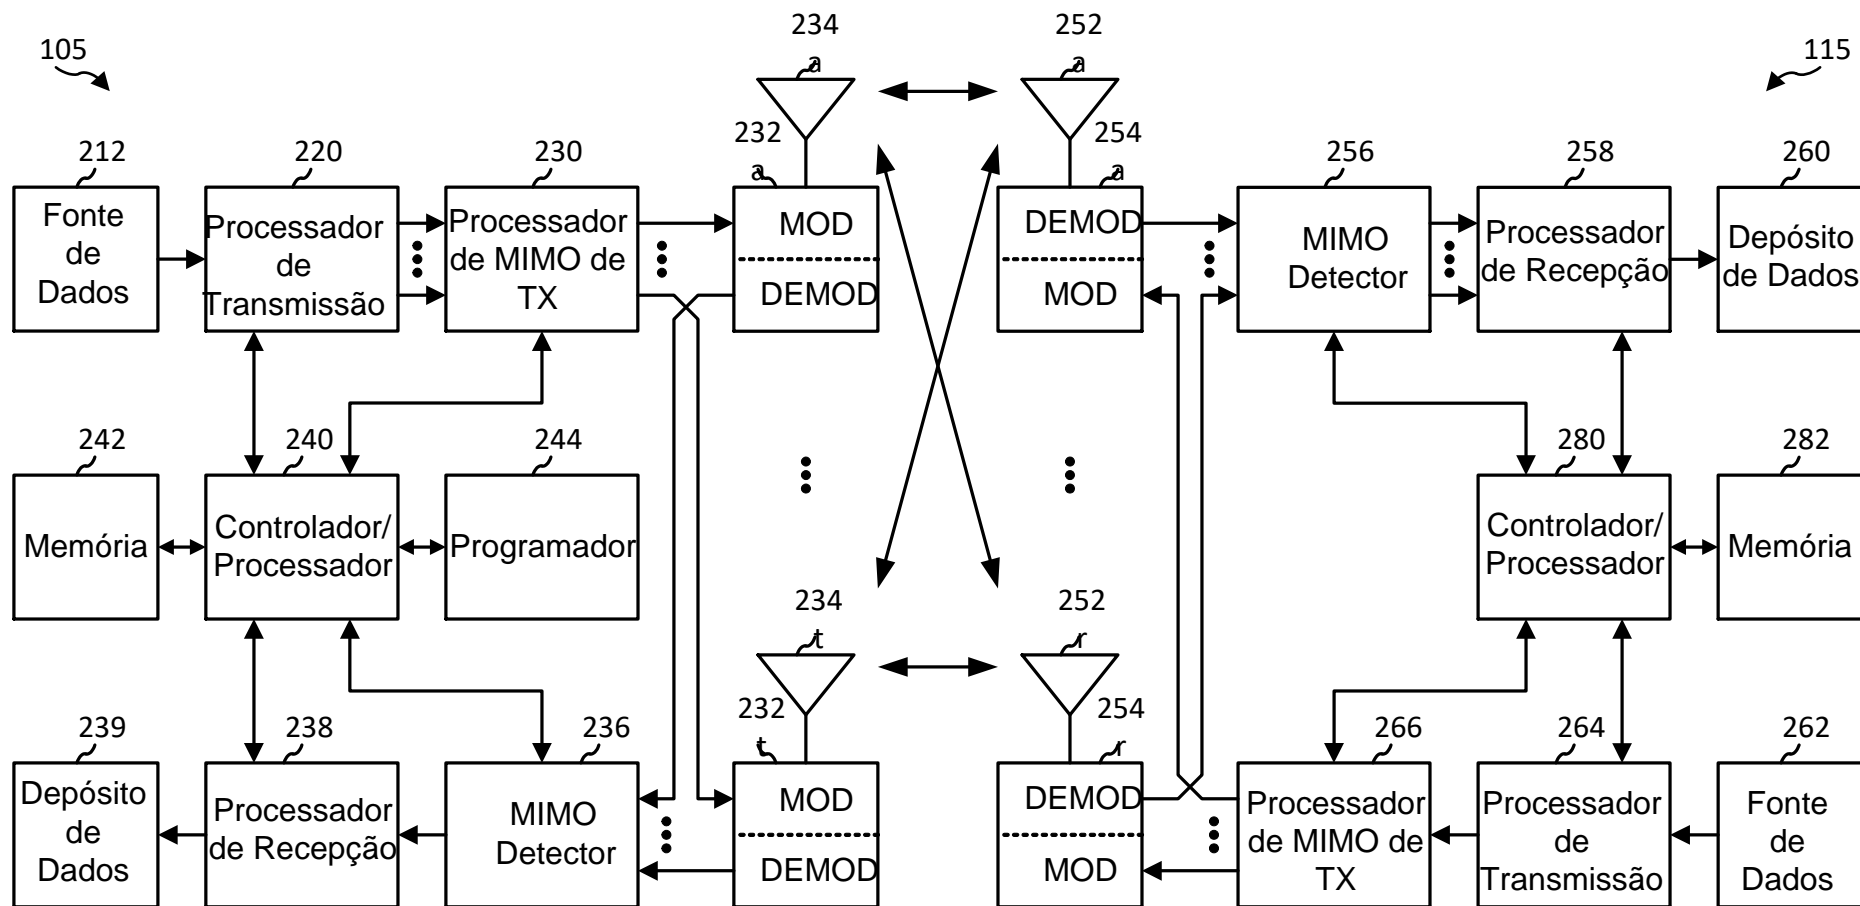 234
a
252
a
105
115
232
a
254
a
212
220
230
256
258
260
Fonte
de
Dados
Processador
de
Transmissão
Processador
de MIMO de
TX
MOD
DEMOD
DEMOD
MOD
MIMO
Detector
Processador
de Recepção
Depósito
de Dados
242
240
244
280
282
Memória
Controlador/
Processador
Programador
Controlador/
Processador
Memória
234
t
252
r
232
t
254
r
239
238
236
266
264
262
Depósito
de
Dados
Processador
de Recepção
MIMO
Detector
MOD
DEMOD
DEMOD
MOD
Processador
de MIMO de
TX
Processador
de
Transmissão
Fonte
de
Dados